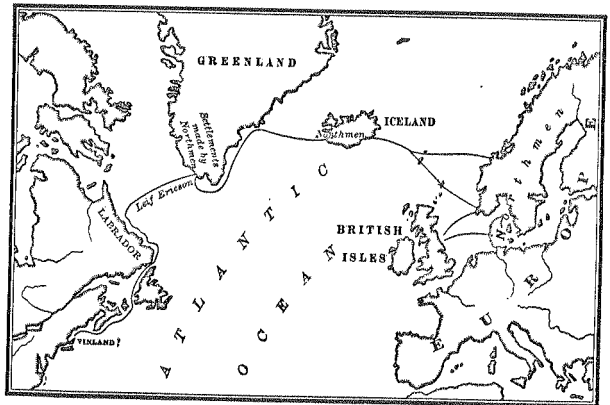 GREENLAND
Settlements
made by
Northmen
ICELAND
Northmen
Northmen
Leif Ericson
LABRADOR
BRITISH
ISLES
ATLANTIC
OCEAN
EUROPE
VINLAND?